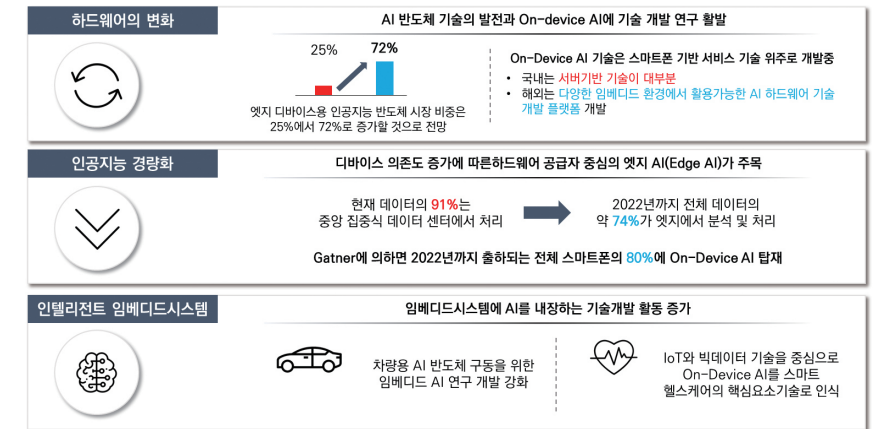 하드웨어의 변화
AI 반도체 기술의 발전과 On-device AI에 기술 개발 연구 활발
25%
72%
엣지 디바이스용 인공지능 반도체 시장 비중은
25%에서 72%로 증가할 것으로 전망
On-Device AI 기술은 스마트폰 기반 서비스 기술 위주로 개발중
• 국내는 서버기반 기술이 대부분
• 해외는 다양한 임베디드 환경에서 활용가능한 AI 하드웨어 기술
개발 플랫폼 개발
인공지능 경량화
디바이스 의존도 증가에 따른하드웨어 공급자 중심의 엣지 AI(Edge AI)가 주목
현재 데이터의 91%는
중앙 집중식 데이터 센터에서 처리
2022년까지 전체 데이터의
약 74%가 엣지에서 분석 및 처리
Gatner에 의하면 2022년까지 출하되는 전체 스마트폰의 80%에 On-Device AI 탑재
인텔리전트 임베디드시스템
임베디드시스템에 AI를 내장하는 기술개발 활동 증가
차량용 AI 반도체 구동을 위한
임베디드 AI 연구 개발 강화
IoT와 빅데이터 기술을 중심으로
On-Device AI를 스마트
헬스케어의 핵심요소기술로 인식